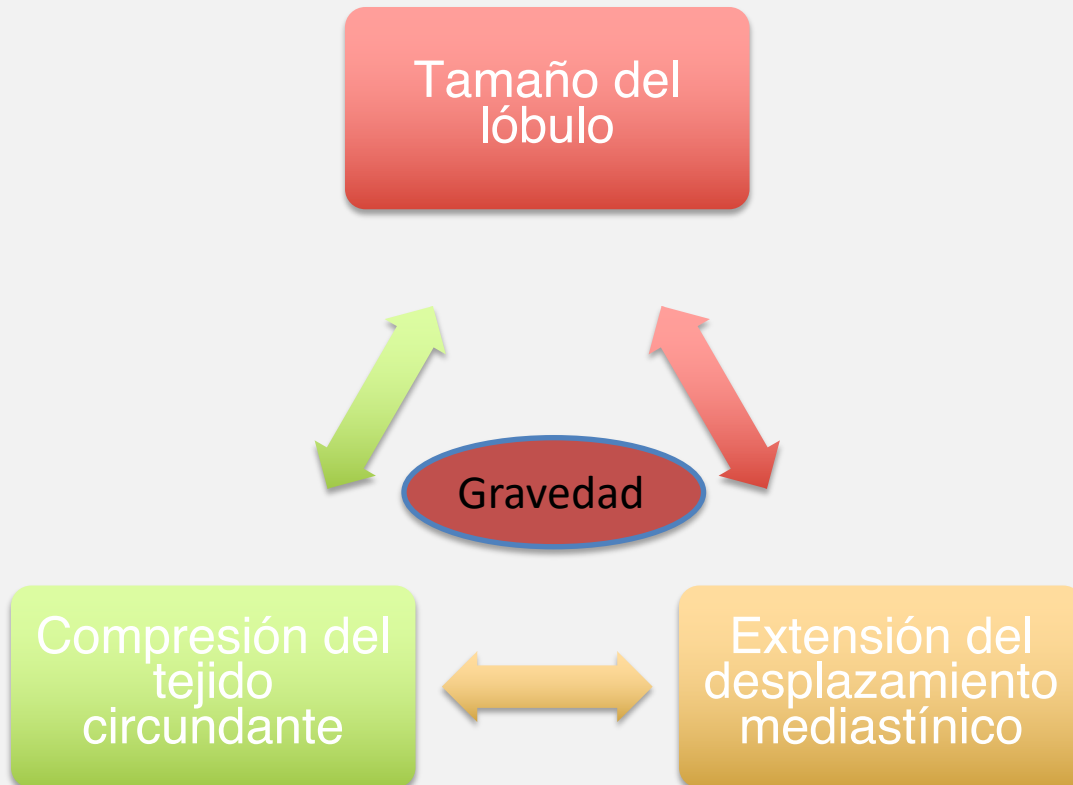 Tamaño del
lóbulo
Gravedad
Compresión del
tejido
circundante
Extensión del
desplazamiento
mediastínico